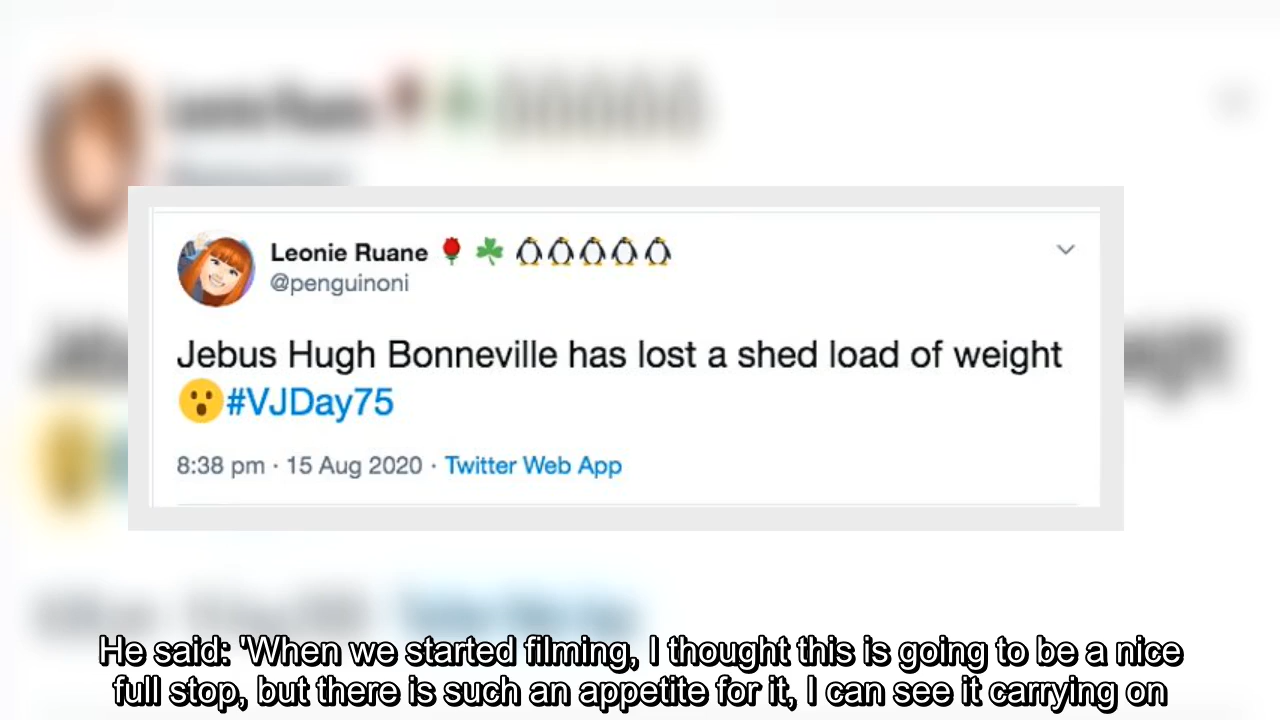 Leonie Ruane 🌹 ☘️ 🐧🐧🐧🐧🐧
@penguinoni
Jebus Hugh Bonneville has lost a shed load of weight
😮#VJDay75
8:38 pm · 15 Aug 2020 · Twitter Web App
He said: 'When we started filming, I thought this is going to be a nice
full stop, but there is such an appetite for it, I can see it carrying on